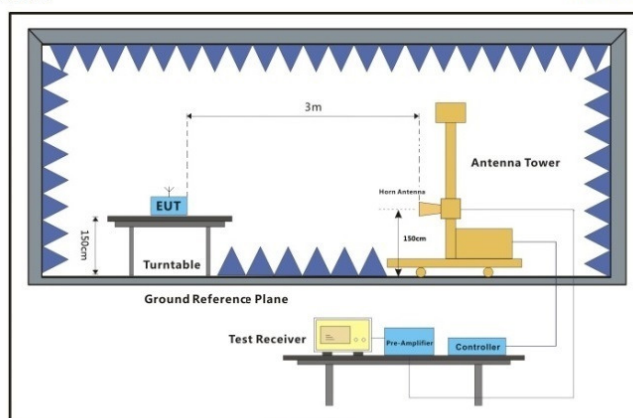 3m
Antenna Tower
Horn Antenna
EUT
150cm
150cm
Turntable
Ground Reference Plane
Test Receiver
Pre-Amplifier
Controller